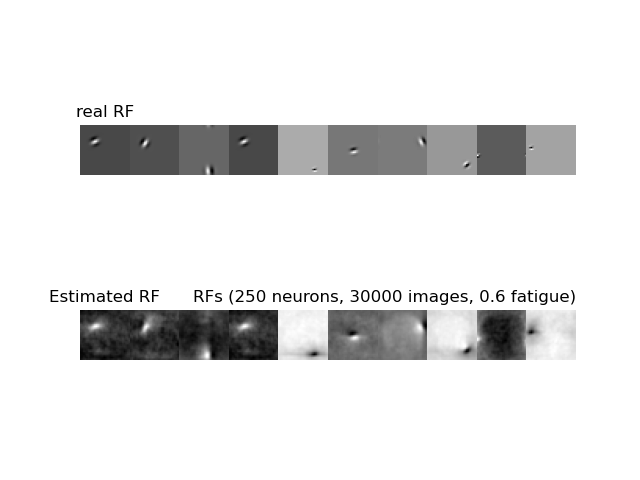 real RF
Estimated RF
RFs (250 neurons, 30000 images, 0.6 fatigue)